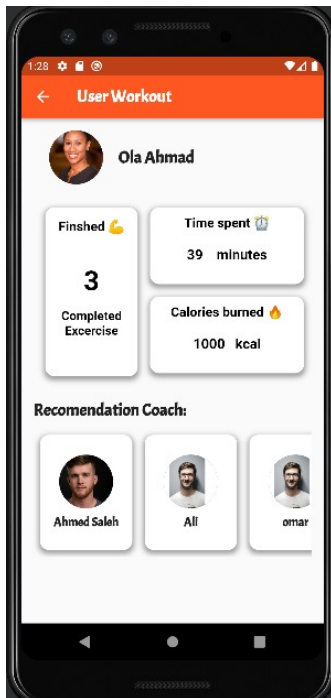 1:28
User Workout
Ola Ahmad
Finshed 💪
3
Completed
Excercise
Time spent ⏰
39 minutes
Calories burned 🔥
1000 kcal
Recomendation Coach:
Ahmed Saleh
Ali
omar